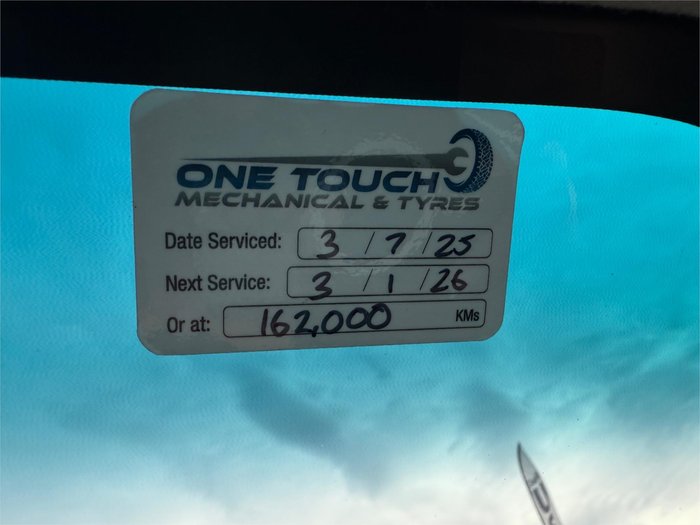 ONE TOUCH
MECHANICAL & TYRES
Date Serviced: 3 / 7 / 25
Next Service: 3 / 1 / 26
Or at: 162,000 KMs